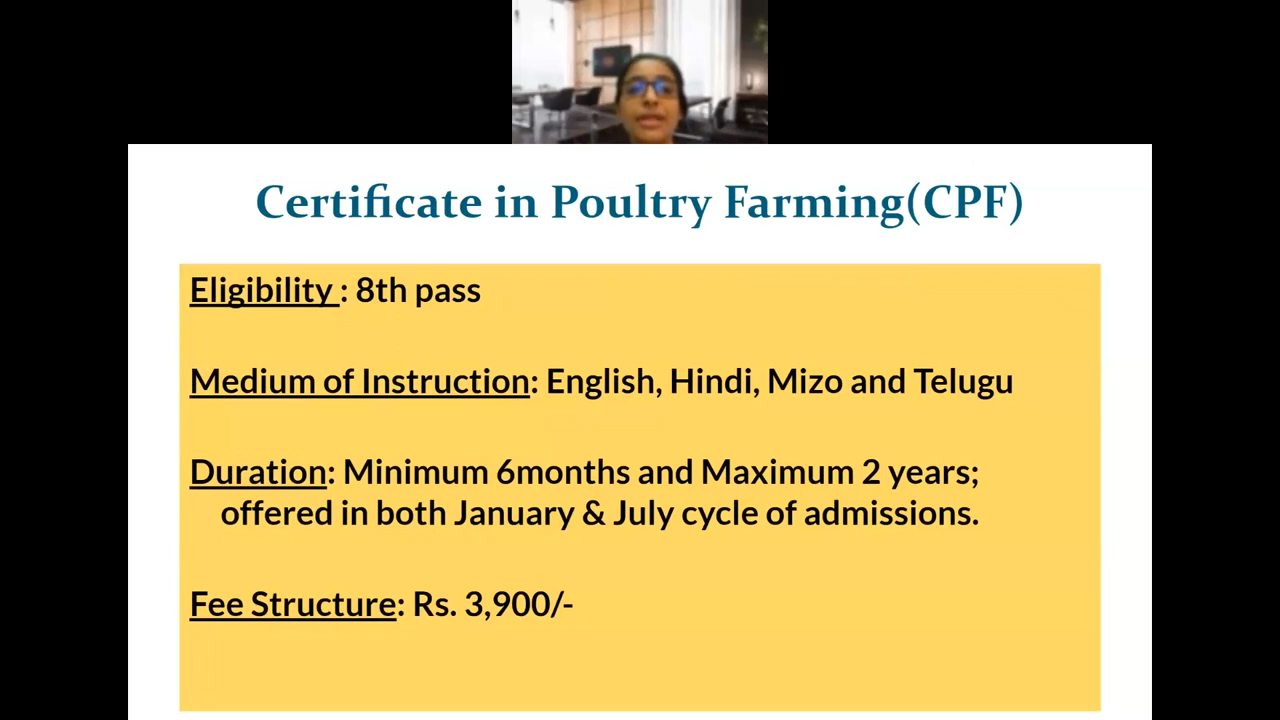 Certificate in Poultry Farming(CPF)
Eligibility : 8th pass
Medium of Instruction: English, Hindi, Mizo and Telugu
Duration: Minimum 6months and Maximum 2 years;
offered in both January & July cycle of admissions.
Fee Structure: Rs. 3,900/-